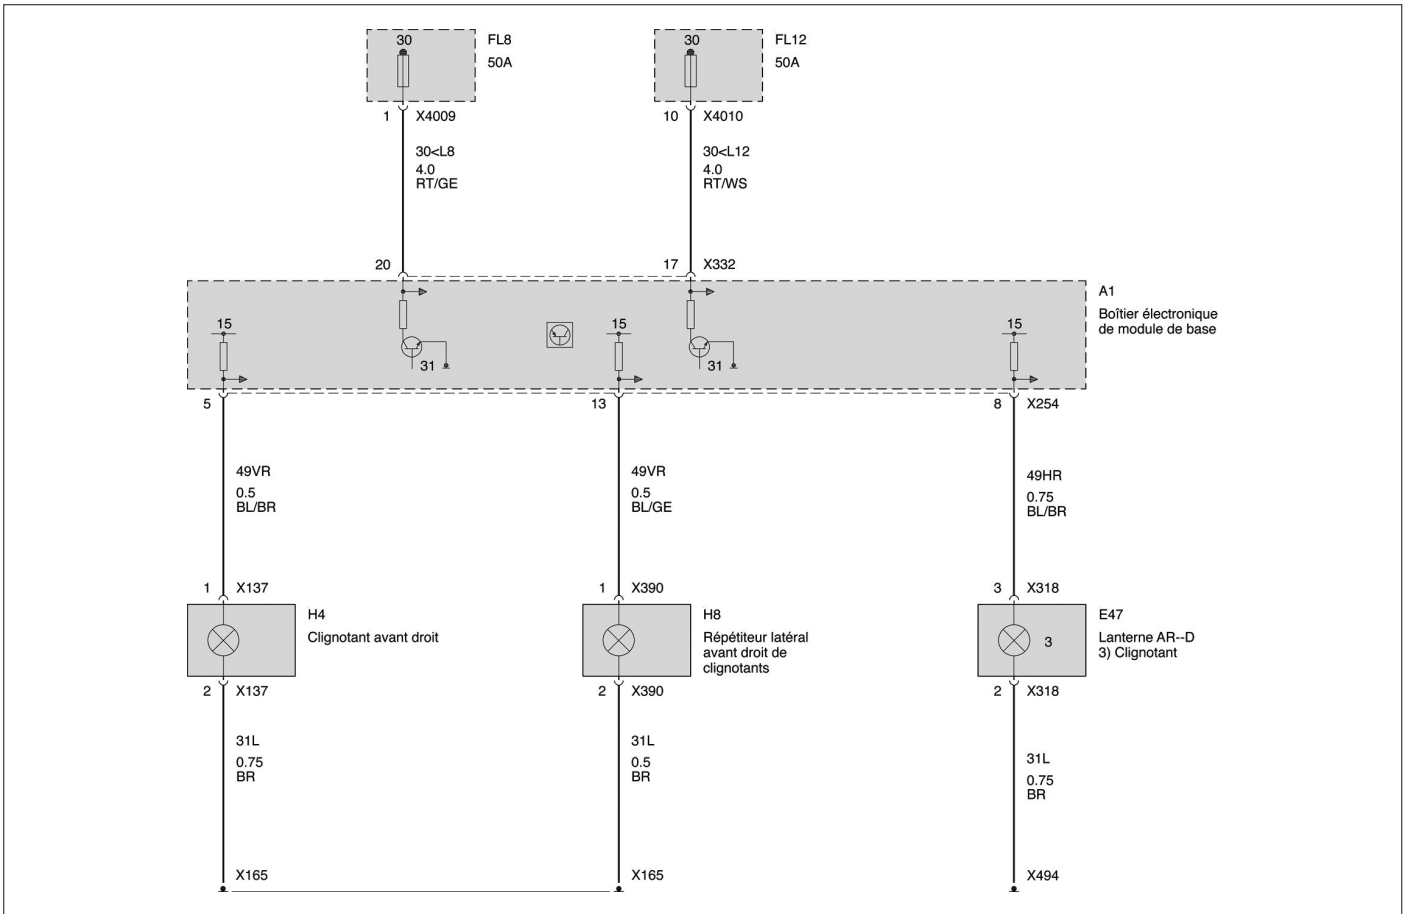 30
FL8
50A
30
FL12
50A
1 X4009
10 X4010
30<L8
4.0
RT/GE
30<L12
4.0
RT/WS
20
17 X332
A1
Boîtier électronique
de module de base
15
31
15
31
15
5
13
8 X254
49VR
0.5
BL/BR
49VR
0.5
BL/GE
49HR
0.75
BL/BR
1 X137
1 X390
3 X318
H4
Clignotant avant droit
H8
Répétiteur latéral
avant droit de
clignotants
3
E47
Lanterne AR--D
3) Clignotant
2 X137
2 X390
2 X318
31L
0.75
BR
31L
0.5
BR
31L
0.75
BR
X165
X165
X494